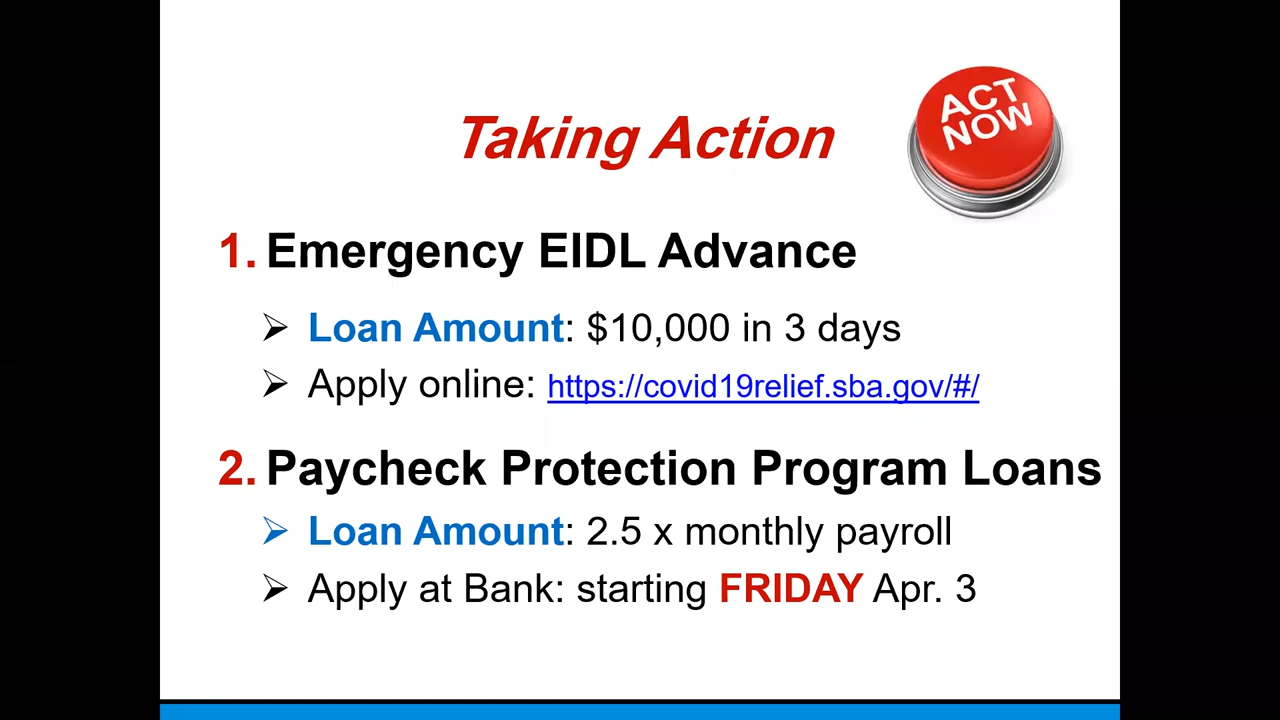 ACT
NOW
Taking Action
1. Emergency EIDL Advance
➢ Loan Amount: $10,000 in 3 days
➢ Apply online: https://covid19relief.sba.gov/#/
2. Paycheck Protection Program Loans
➢ Loan Amount: 2.5 x monthly payroll
➢ Apply at Bank: starting FRIDAY Apr. 3